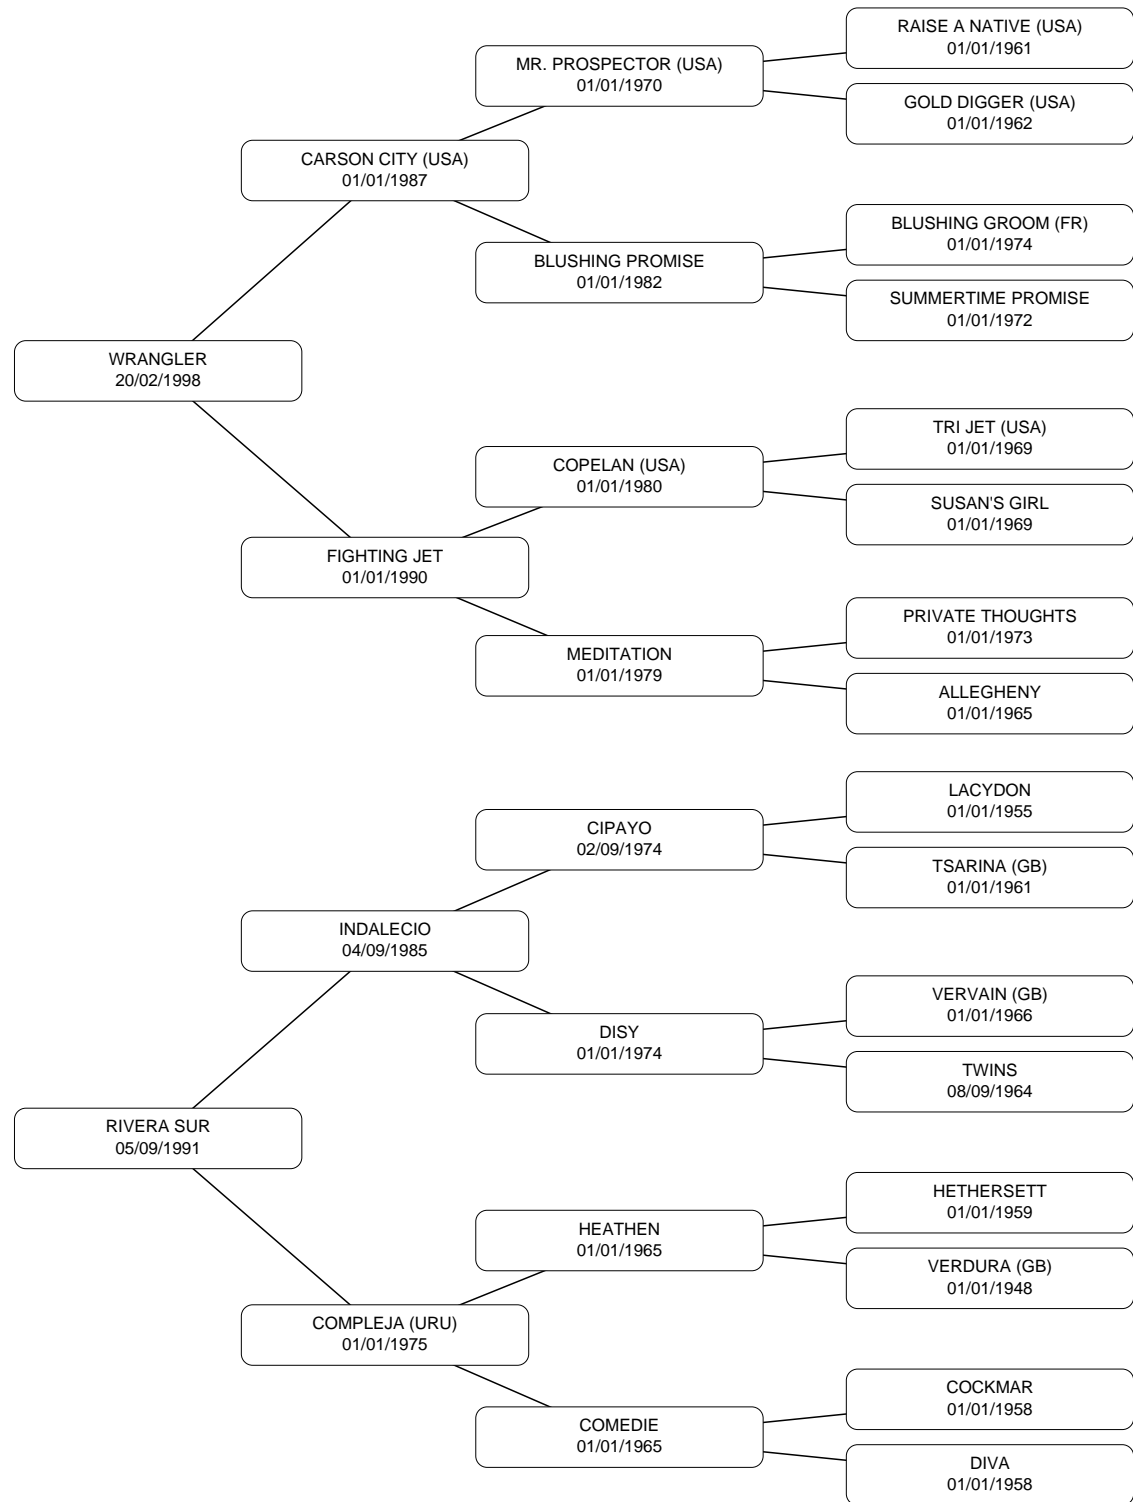 RAISE A NATIVE (USA)
01/01/1961
MR. PROSPECTOR (USA)
01/01/1970
GOLD DIGGER (USA)
01/01/1962
CARSON CITY (USA)
01/01/1987
BLUSHING GROOM (FR)
01/01/1974
BLUSHING PROMISE
01/01/1982
SUMMERTIME PROMISE
01/01/1972
WRANGLER
20/02/1998
TRI JET (USA)
01/01/1969
COPELAN (USA)
01/01/1980
SUSAN'S GIRL
01/01/1969
FIGHTING JET
01/01/1990
PRIVATE THOUGHTS
01/01/1973
MEDITATION
01/01/1979
ALLEGHENY
01/01/1965
LACYDON
01/01/1955
CIPAYO
02/09/1974
TSARINA (GB)
01/01/1961
INDALECIO
04/09/1985
VERVAIN (GB)
01/01/1966
DISY
01/01/1974
TWINS
08/09/1964
RIVERA SUR
05/09/1991
HETHERSETT
01/01/1959
HEATHEN
01/01/1965
VERDURA (GB)
01/01/1948
COMPLEJA (URU)
01/01/1975
COCKMAR
01/01/1958
COMEDIE
01/01/1965
DIVA
01/01/1958